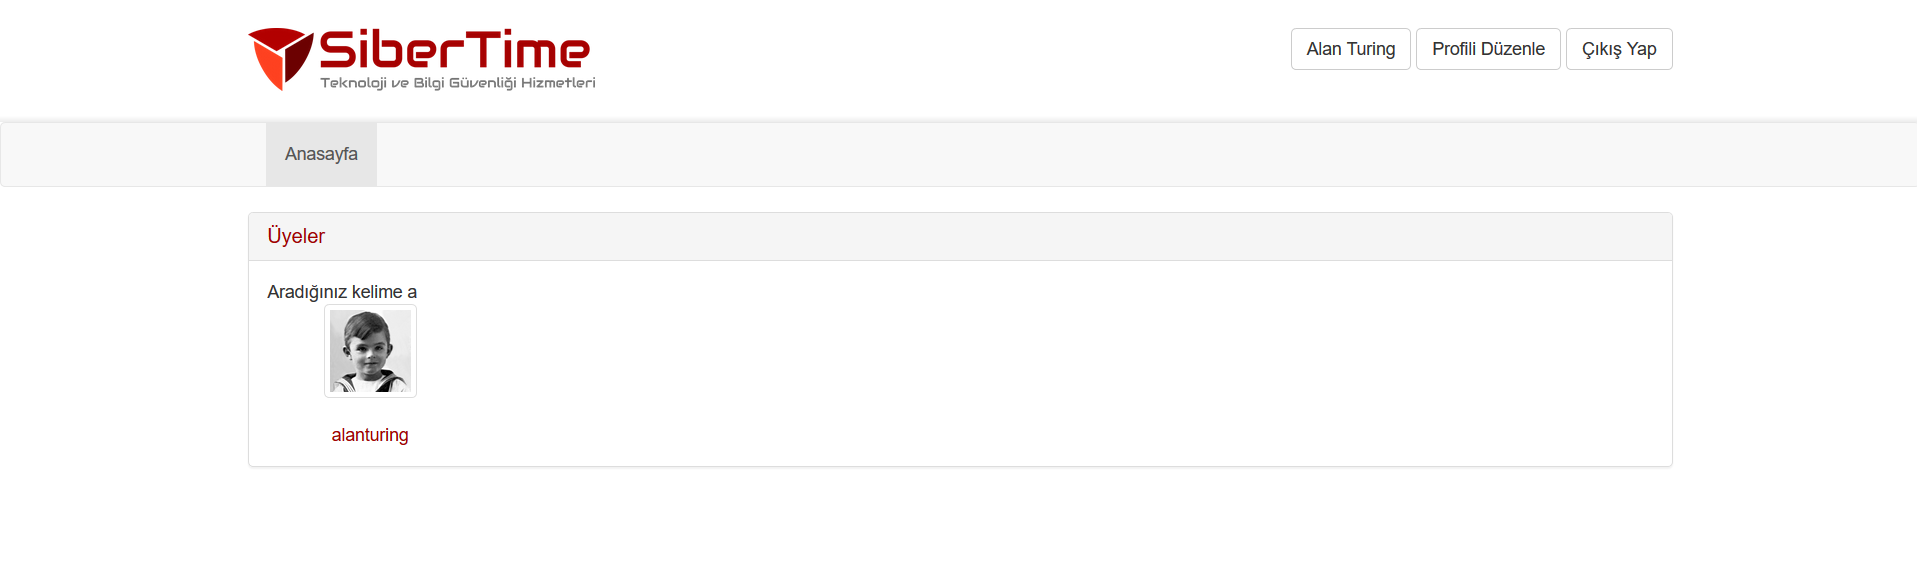 SiberTime
Teknoloji ve Bilgi Güvenliği Hizmetleri
Alan Turing
Profili Düzenle
Çıkış Yap
Anasayfa
Üyeler
Aradığınız kelime a
alanturing